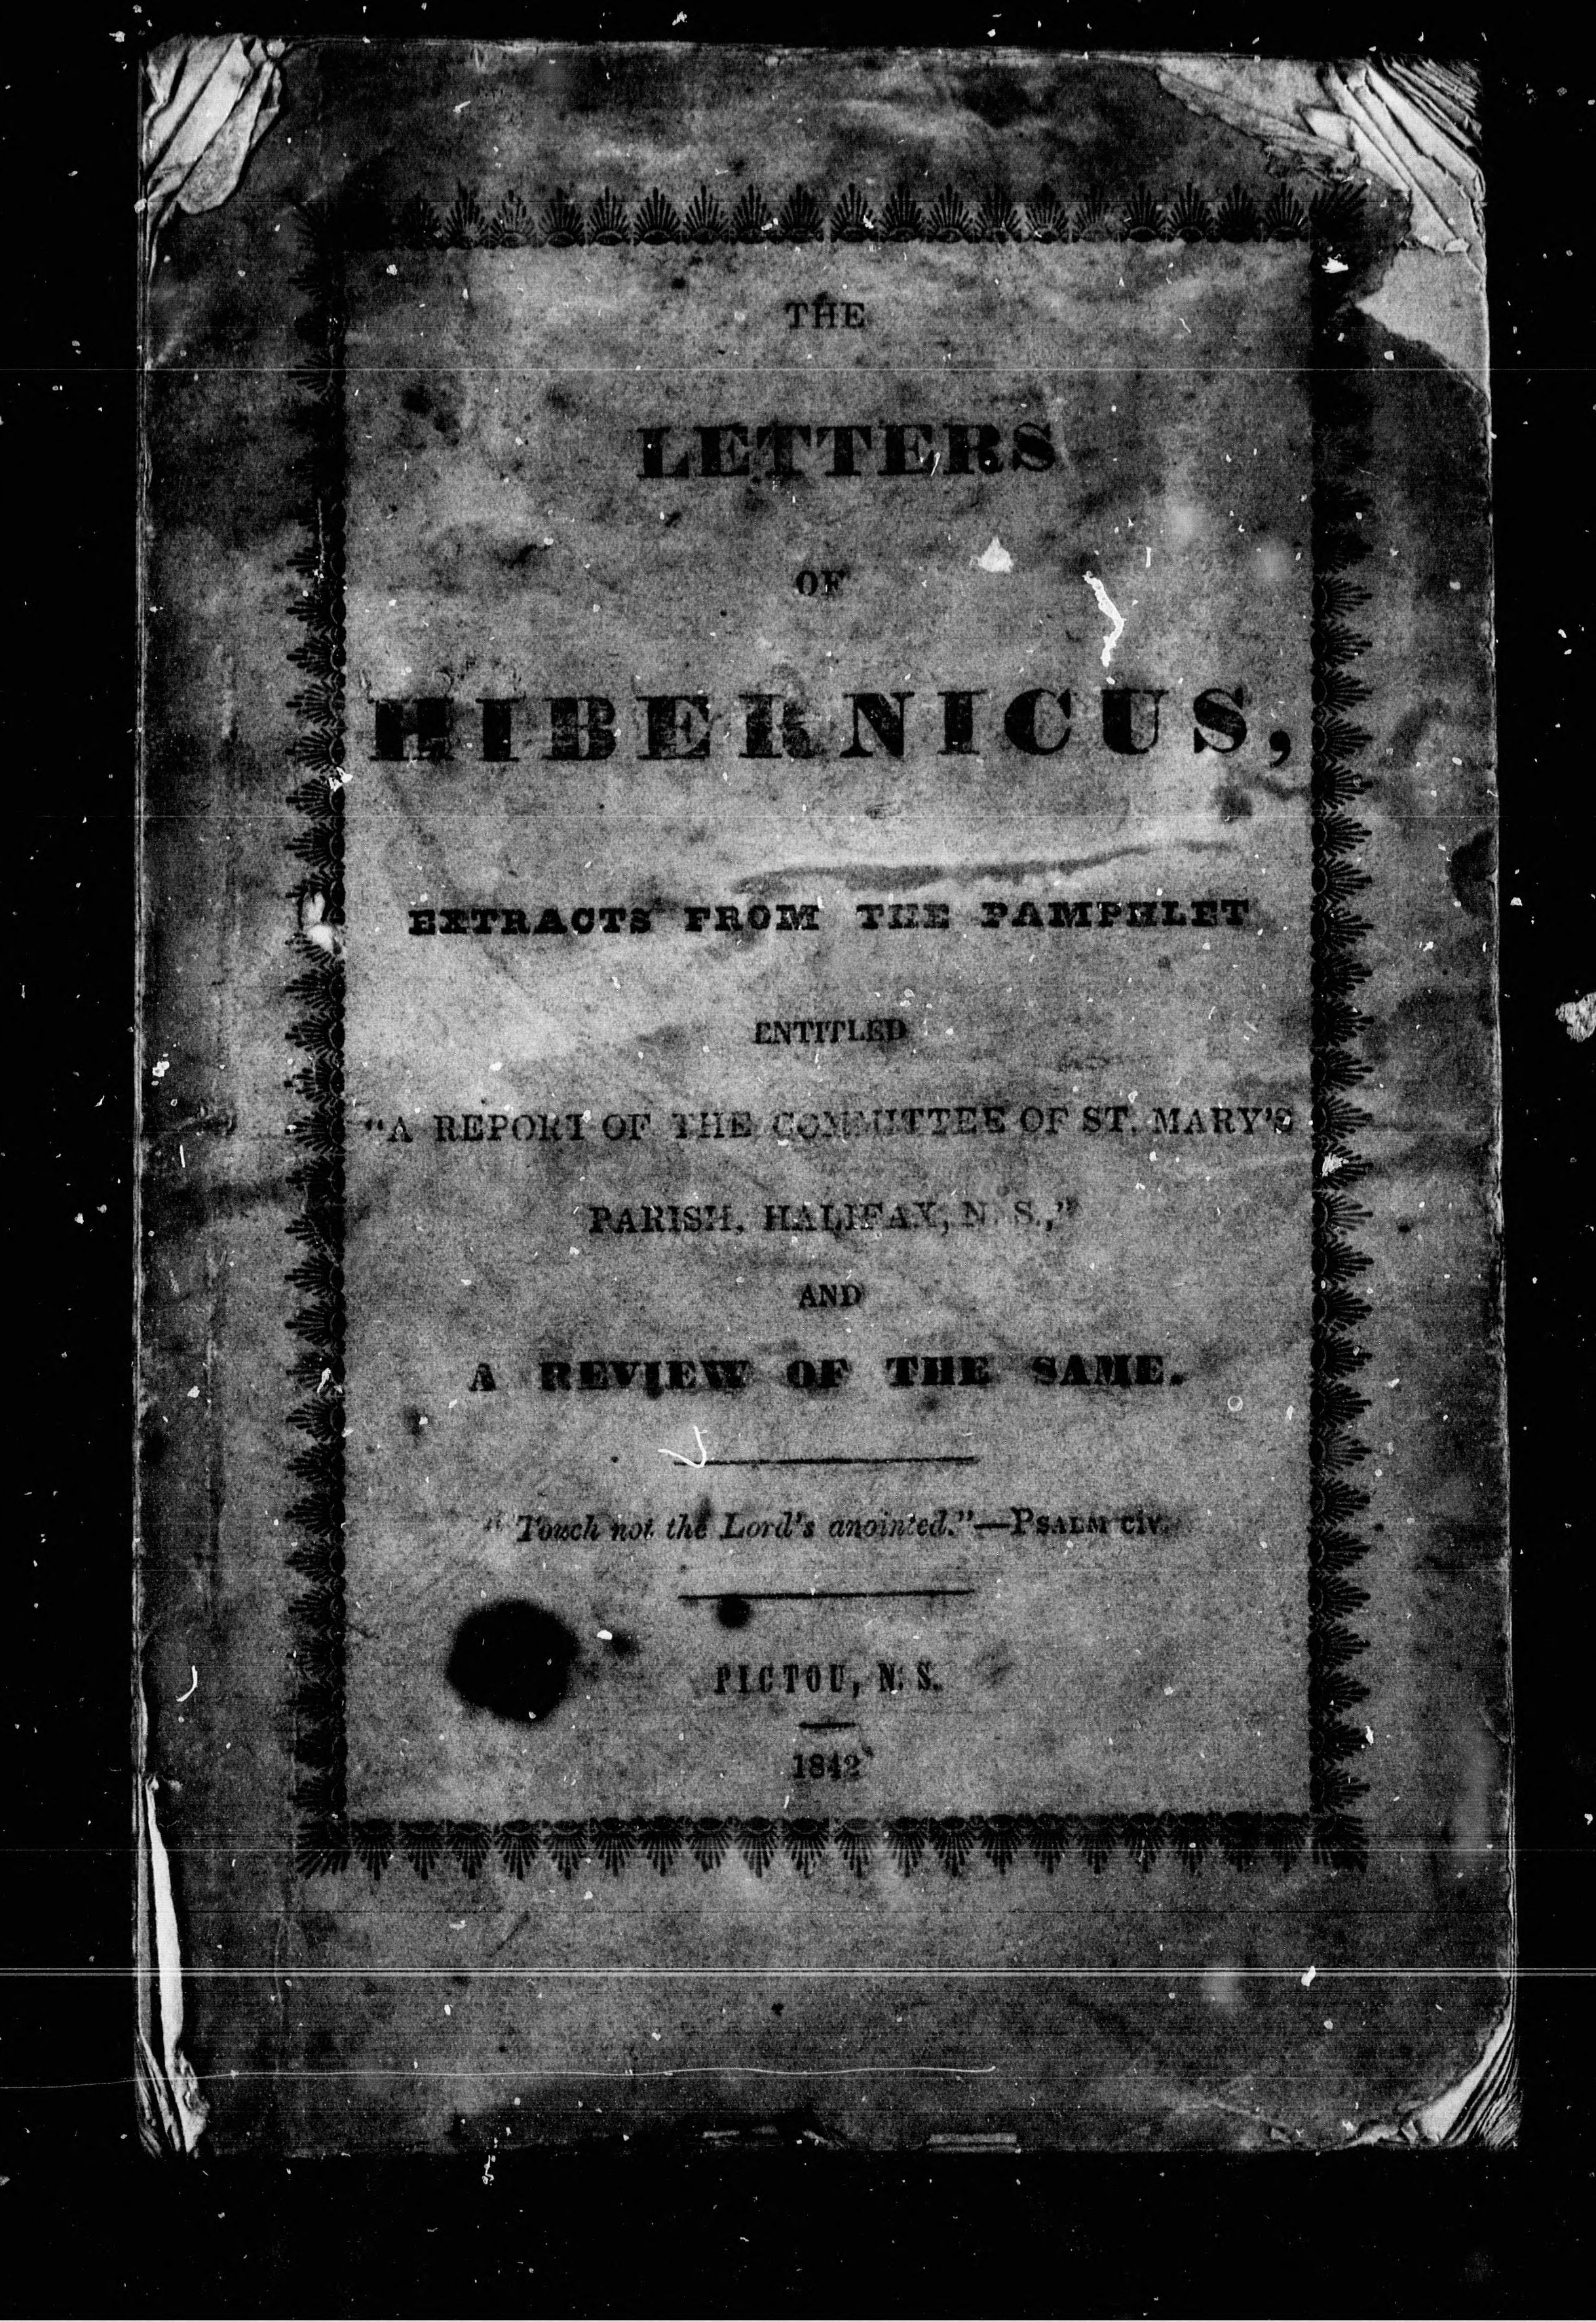 THE
LETTERS
OF
HIBERNICUS,
EXTRACTS FROM THE PAMPHLET
ENTITLED
"A REPORT OF THE COMMITTEE OF ST. MARY'S
PARISH, HALIFAX, N. S.,"
AND
A REVIEW OF THE SAME.
"Touch not the Lord's anointed."—PSALM civ.
PICTOU, N. S.
1842